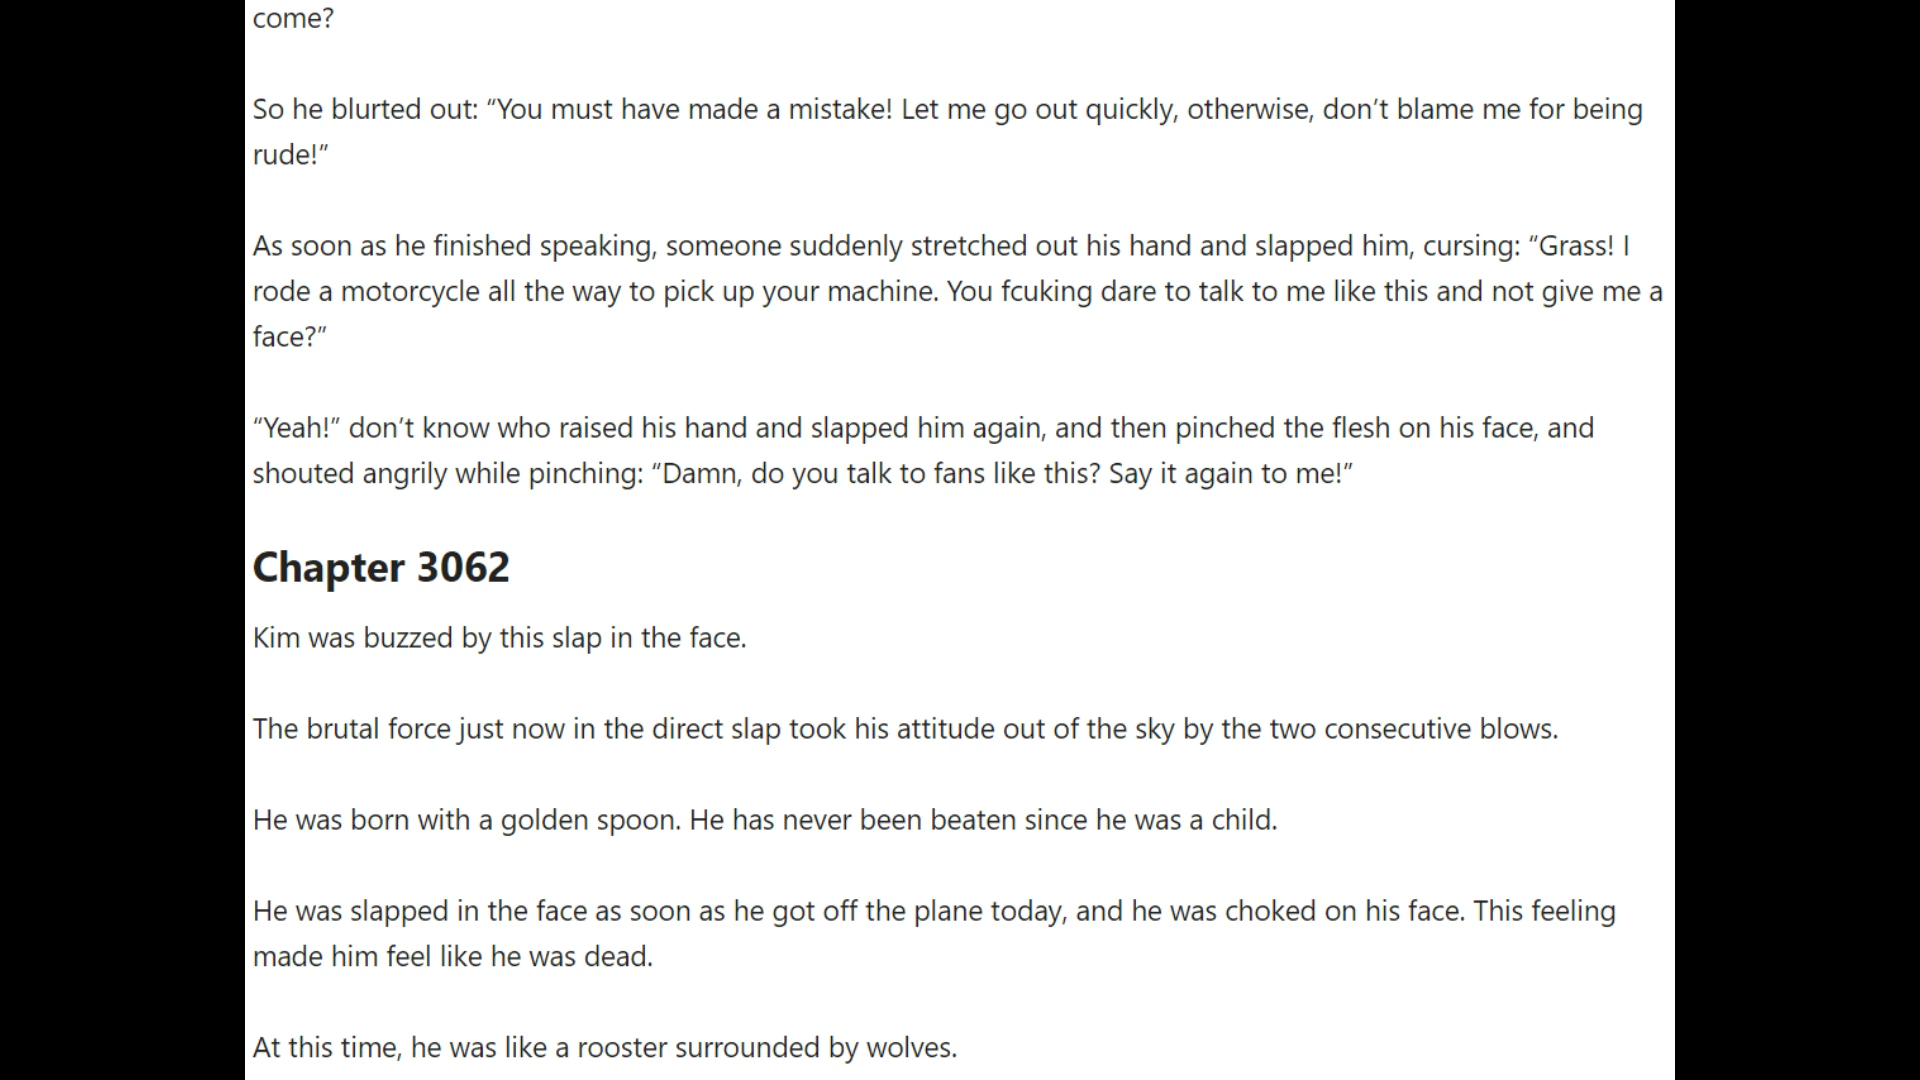 come?
So he blurted out: “You must have made a mistake! Let me go out quickly, otherwise, don’t blame me for being
rude!”
As soon as he finished speaking, someone suddenly stretched out his hand and slapped him, cursing: “Grass! I
rode a motorcycle all the way to pick up your machine. You fcuking dare to talk to me like this and not give me a
face?”
“Yeah!” don’t know who raised his hand and slapped him again, and then pinched the flesh on his face, and
shouted angrily while pinching: “Damn, do you talk to fans like this? Say it again to me!”
Chapter 3062
Kim was buzzed by this slap in the face.
The brutal force just now in the direct slap took his attitude out of the sky by the two consecutive blows.
He was born with a golden spoon. He has never been beaten since he was a child.
He was slapped in the face as soon as he got off the plane today, and he was choked on his face. This feeling
made him feel like he was dead.
At this time, he was like a rooster surrounded by wolves.